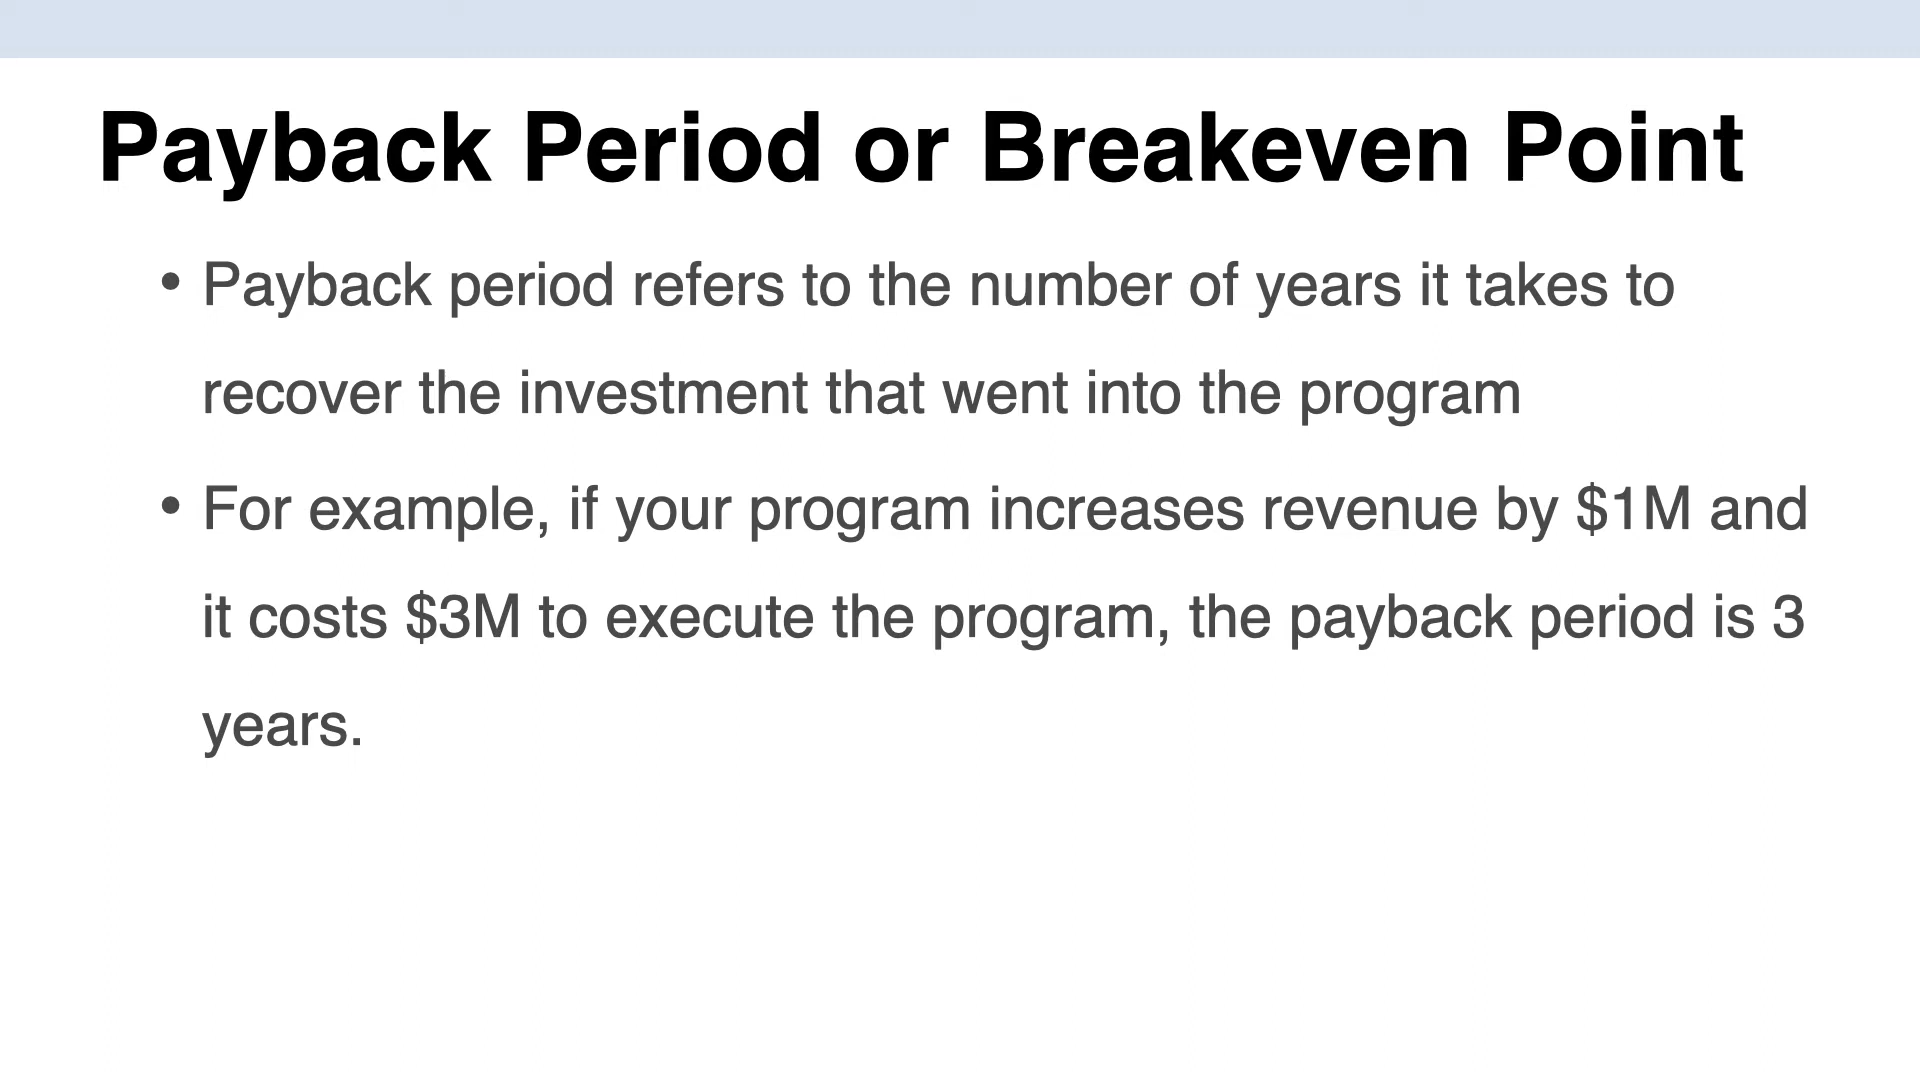 Payback Period or Breakeven Point
• Payback period refers to the number of years it takes to
recover the investment that went into the program
• For example, if your program increases revenue by $1M and
it costs $3M to execute the program, the payback period is 3
years.